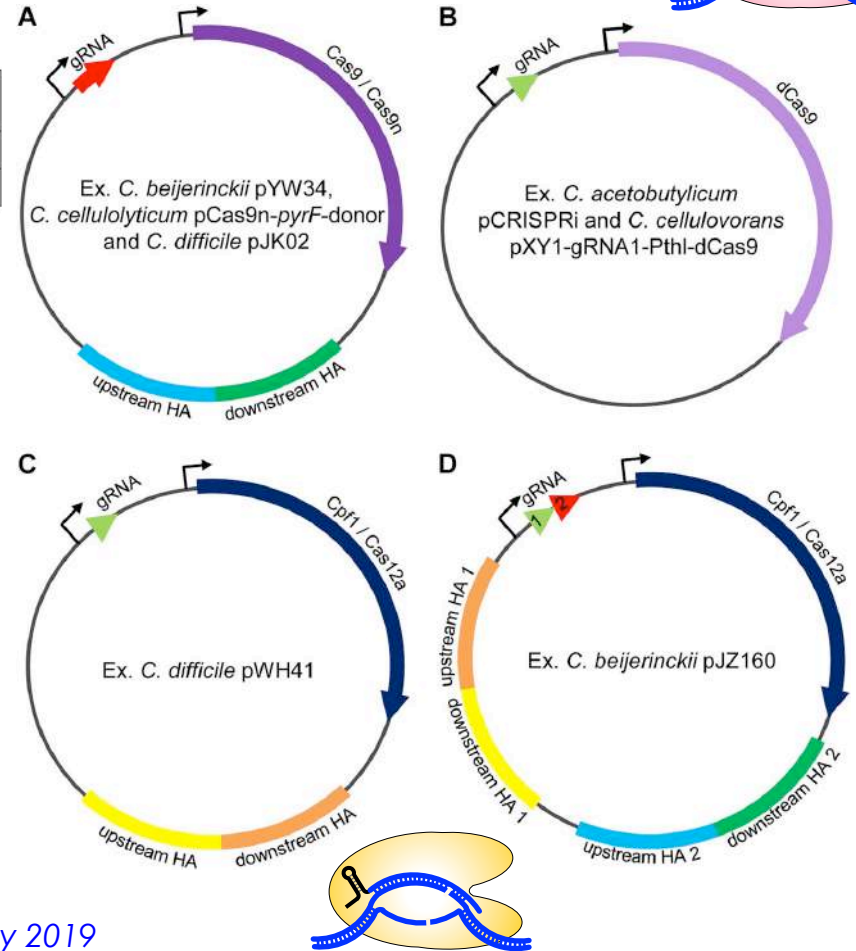 A
gRNA
Cas9 / Cas9n
Ex. C. beijerinckii pYW34,
C. cellulolyticum pCas9n-pyrF-donor
and C. difficile pJK02
upstream HA
downstream HA
B
gRNA
dCas9
Ex. C. acetobutylicum
pCRISPRi and C. cellulovorans
pXY1-gRNA1-Pthl-dCas9
C
gRNA
Cpf1 / Cas12a
Ex. C. difficile pWH41
upstream HA
downstream HA
D
gRNA
1
2
Cpf1 / Cas12a
upstream HA 1
Ex. C. beijerinckii pJZ160
downstream HA 1
upstream HA 2
downstream HA 2
y 2019